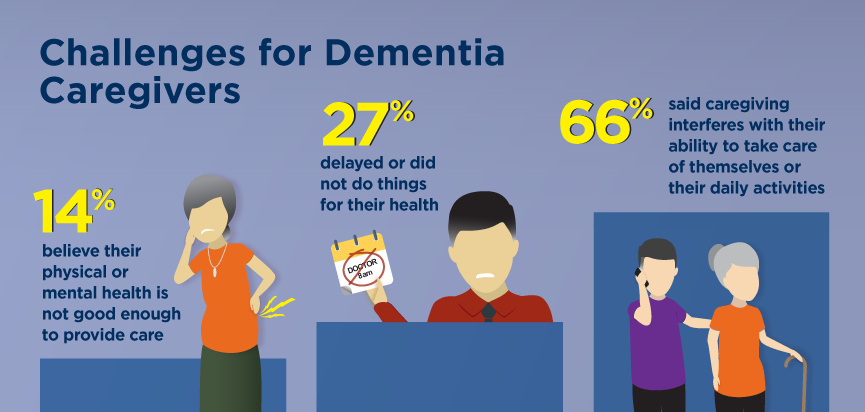 Challenges for Dementia
Caregivers
14%
believe their
physical or
mental health is
not good enough
to provide care
27%
delayed or did
not do things
for their health
DOCTOR
8am
66%
said caregiving
interferes with their
ability to take care
of themselves or
their daily activities